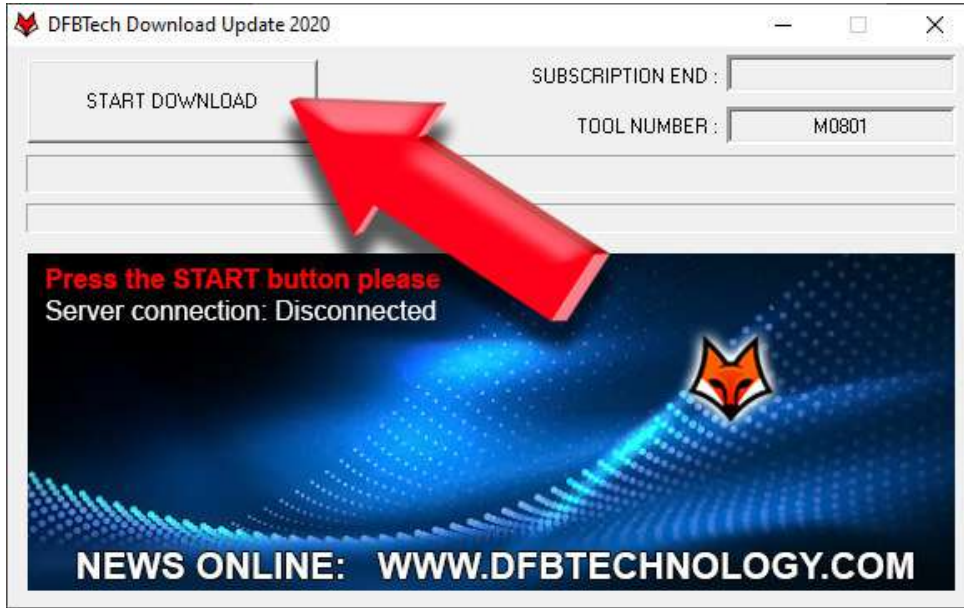 DFBTech Download Update 2020
START DOWNLOAD
SUBSCRIPTION END :
TOOL NUMBER : M0801
Press the START button please
Server connection: Disconnected
NEWS ONLINE: WWW.DFBTECHNOLOGY.COM